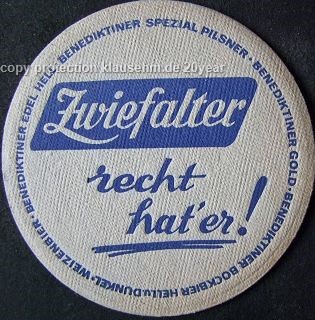 BENEDIKTINER EDEL HELL · BENEDIKTINER SPEZIAL PILSNER · BENEDIKTINER GOLD · BENEDIKTINER BOCKBIER HELL u. DUNKEL · WEIZENBIER ·
copy protection klausehm.de 20year
Zwiefalter
recht
hat'er!